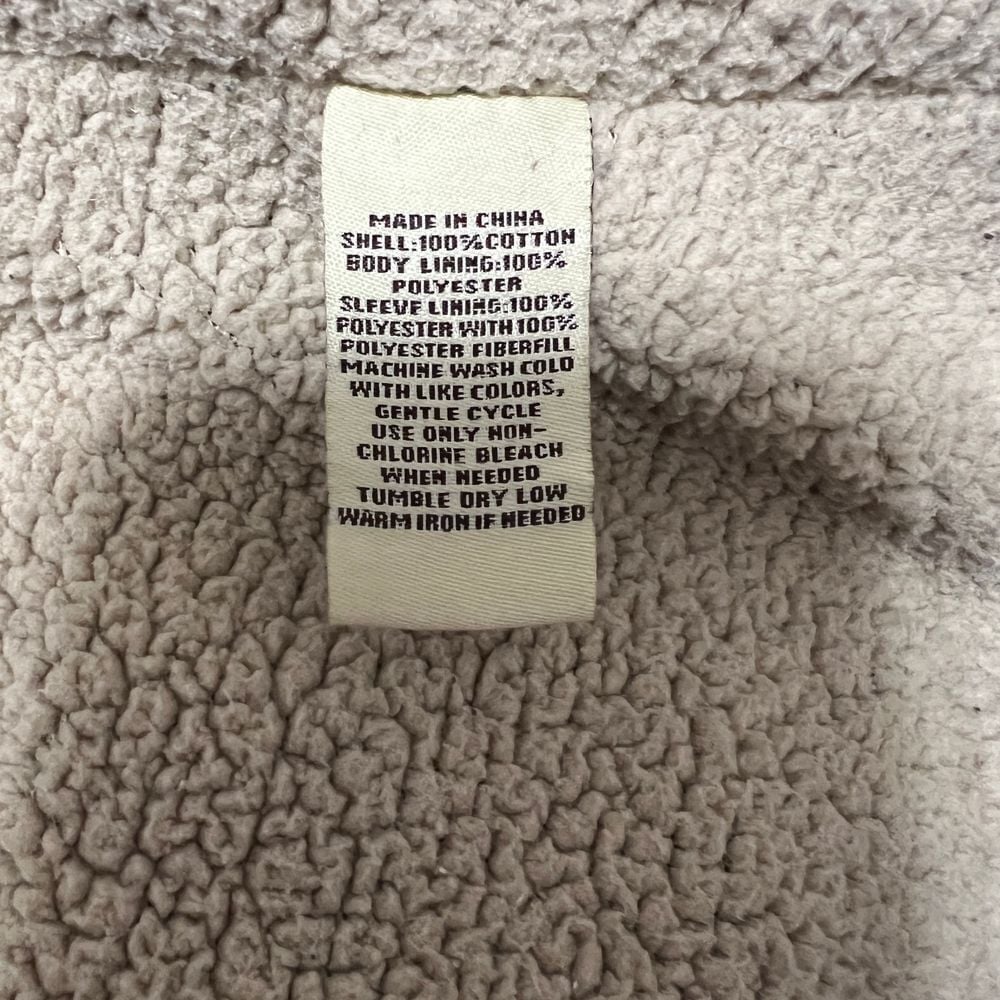 MADE IN CHINA
SHELL:100%COTTON
BODY LINING:100%
POLYESTER
SLEEVE LINING:100%
POLYESTER WITH 100%
POLYESTER FIBERFILL
MACHINE WASH COLD
WITH LIKE COLORS,
GENTLE CYCLE
USE ONLY NON-
CHLORINE BLEACH
WHEN NEEDED
TUMBLE DRY LOW
WARM IRON IF NEEDED